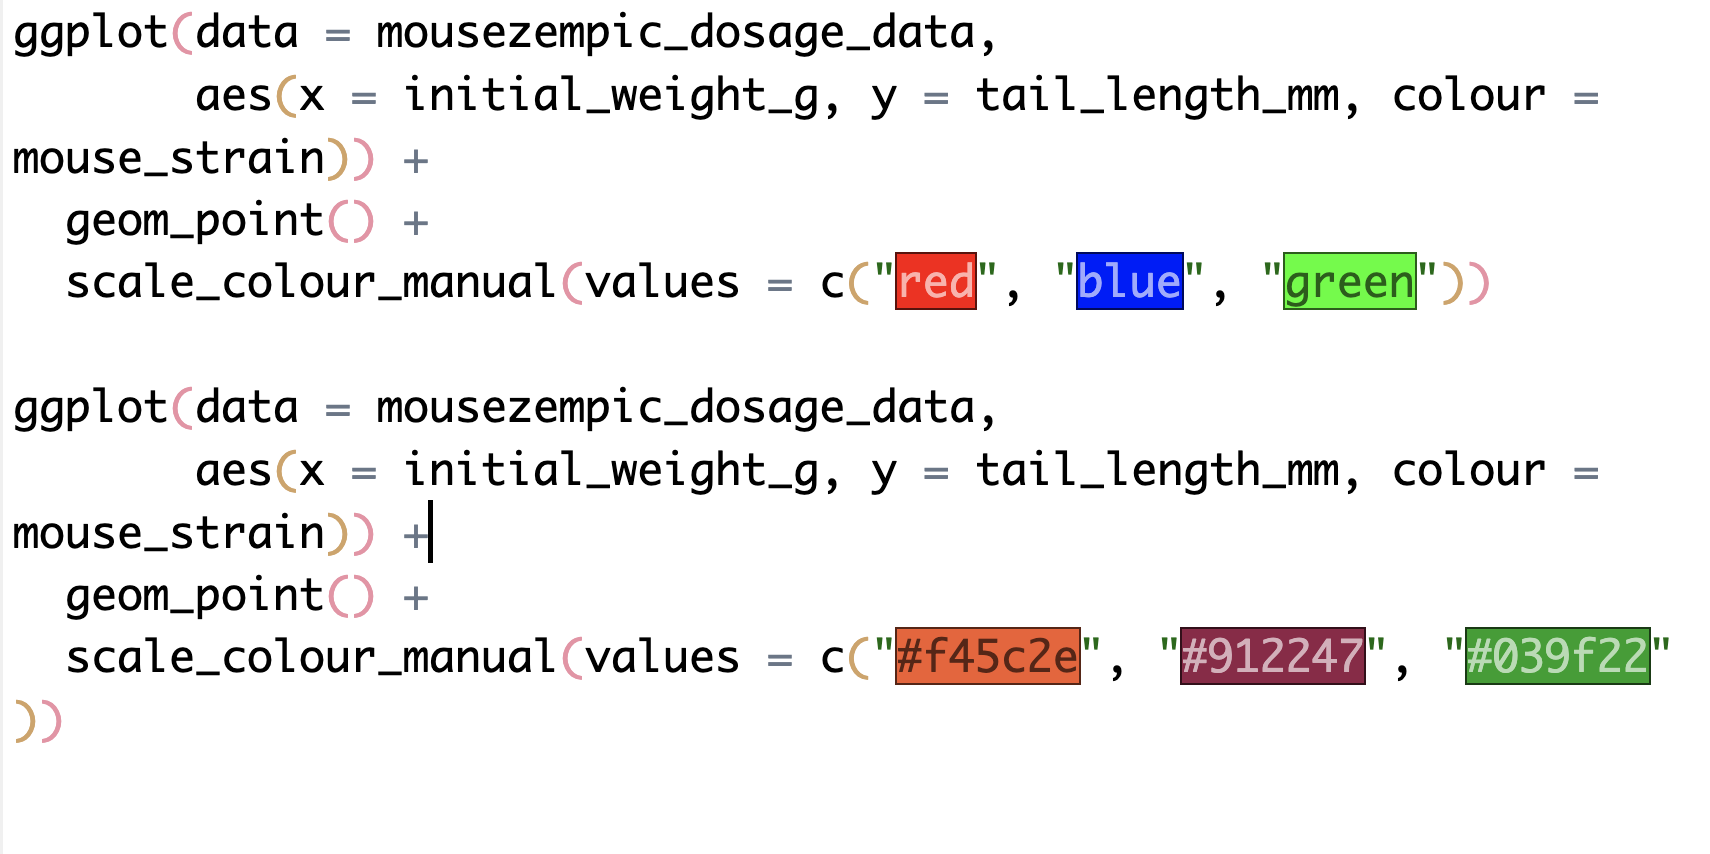 ggplot(data = mousezempic_dosage_data,
       aes(x = initial_weight_g, y = tail_length_mm, colour =
mouse_strain)) +
  geom_point() +
  scale_colour_manual(values = c("red", "blue", "green"))

ggplot(data = mousezempic_dosage_data,
       aes(x = initial_weight_g, y = tail_length_mm, colour =
mouse_strain)) +
  geom_point() +
  scale_colour_manual(values = c("#f45c2e", "#912247", "#039f22"
))